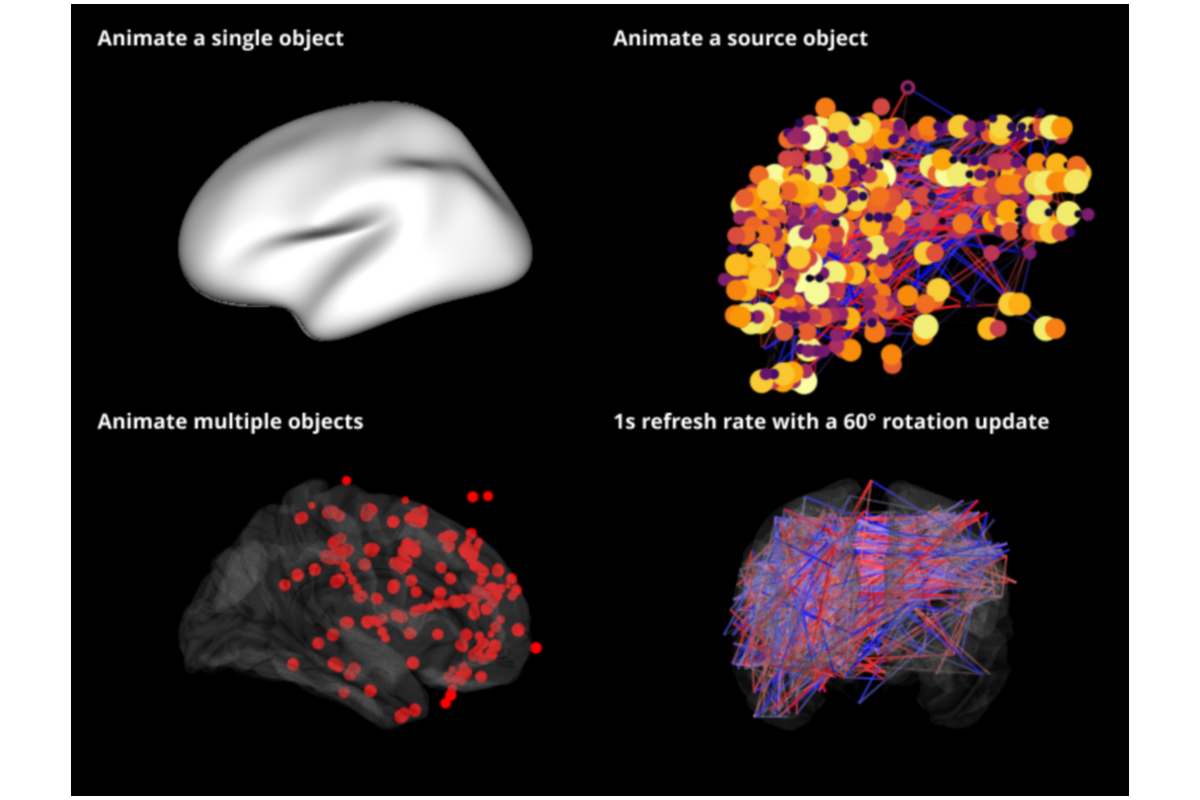 Animate a single object
Animate a source object
Animate multiple objects
1s refresh rate with a 60° rotation update